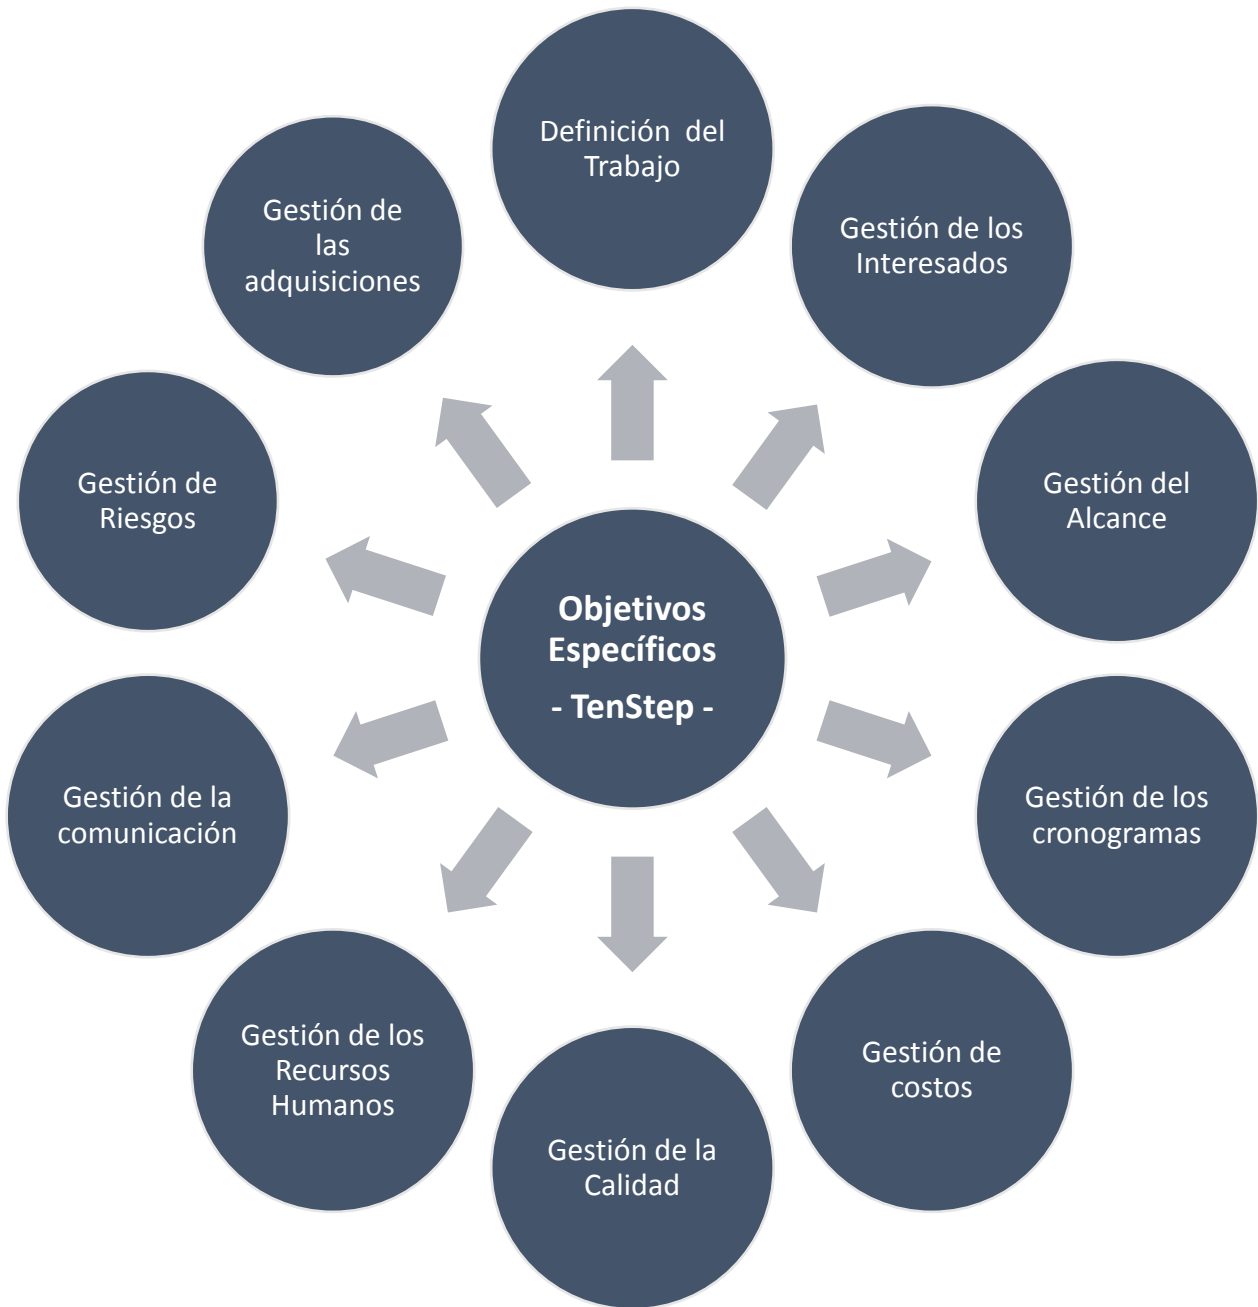 Definición del
Trabajo
Gestión de los
Interesados
Gestión del
Alcance
Gestión de los
cronogramas
Gestión de
costos
Gestión de la
Calidad
Gestión de los
Recursos
Humanos
Gestión de la
comunicación
Gestión de
Riesgos
Gestión de
las
adquisiciones
Objetivos
Específicos
- TenStep -